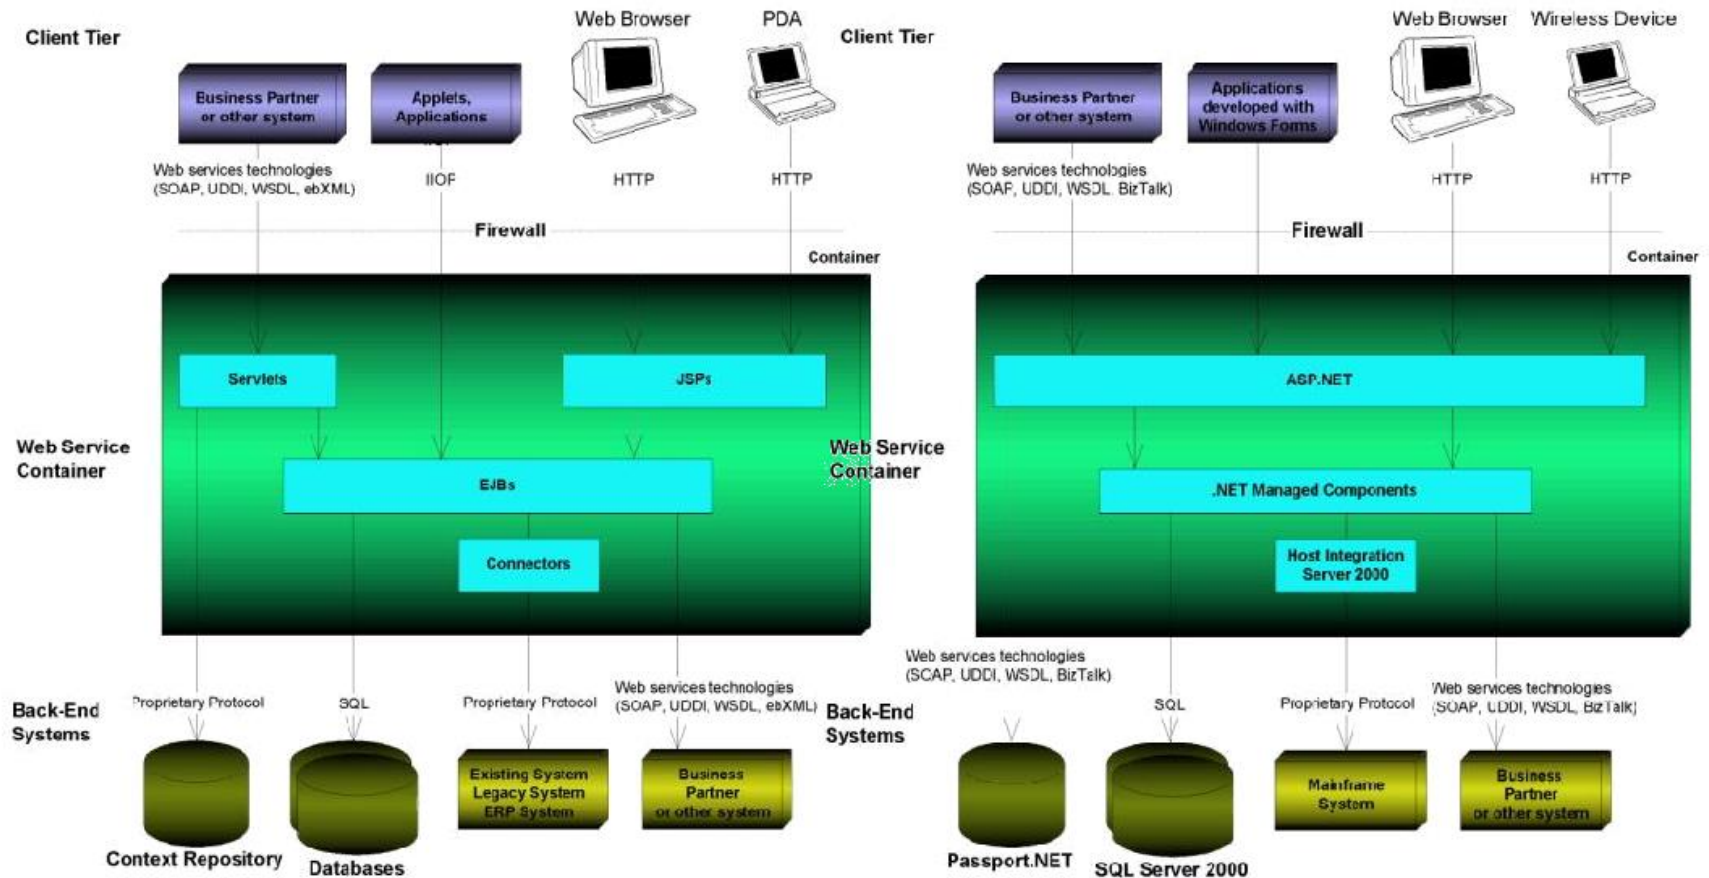 Client Tier
Web Browser
PDA
Business Partner
or other system
Applets,
Applications
Web services technologies
(SOAP, UDDI, WSDL, ebXML)
IIOF
HTTP
HTTP
Firewall
Container
Servlets
JSPs
Web Service
Container
EJBs
Connectors
Back-End
Systems
Proprietary Protocol
SQL
Proprietary Protocol
Web services technologies
(SOAP, UDDI, WSDL, ebXML)
Existing System
Legacy System
ERP System
Business
Partner
or other system
Context Repository
Databases
Client Tier
Web Browser
Wireless Device
Business Partner
or other system
Applications
developed with
Windows Forms
Web services technologies
(SOAP, UDDI, WSDL. BizTalk)
HTTP
HTTP
Firewall
Container
ASP.NET
Web Service
Container
.NET Managed Components
Host Integration
Server 2000
Web services technologies
(SCAP, UDDI, WSDL, BizTalk)
Back-End
Systems
SQL
Proprietary Protocol
Web services technologies
(SOAP, UDDI, WSDL, BizTalk)
Mainframe
System
Business
Partner
or other system
Passport.NET
SQL Server 2000